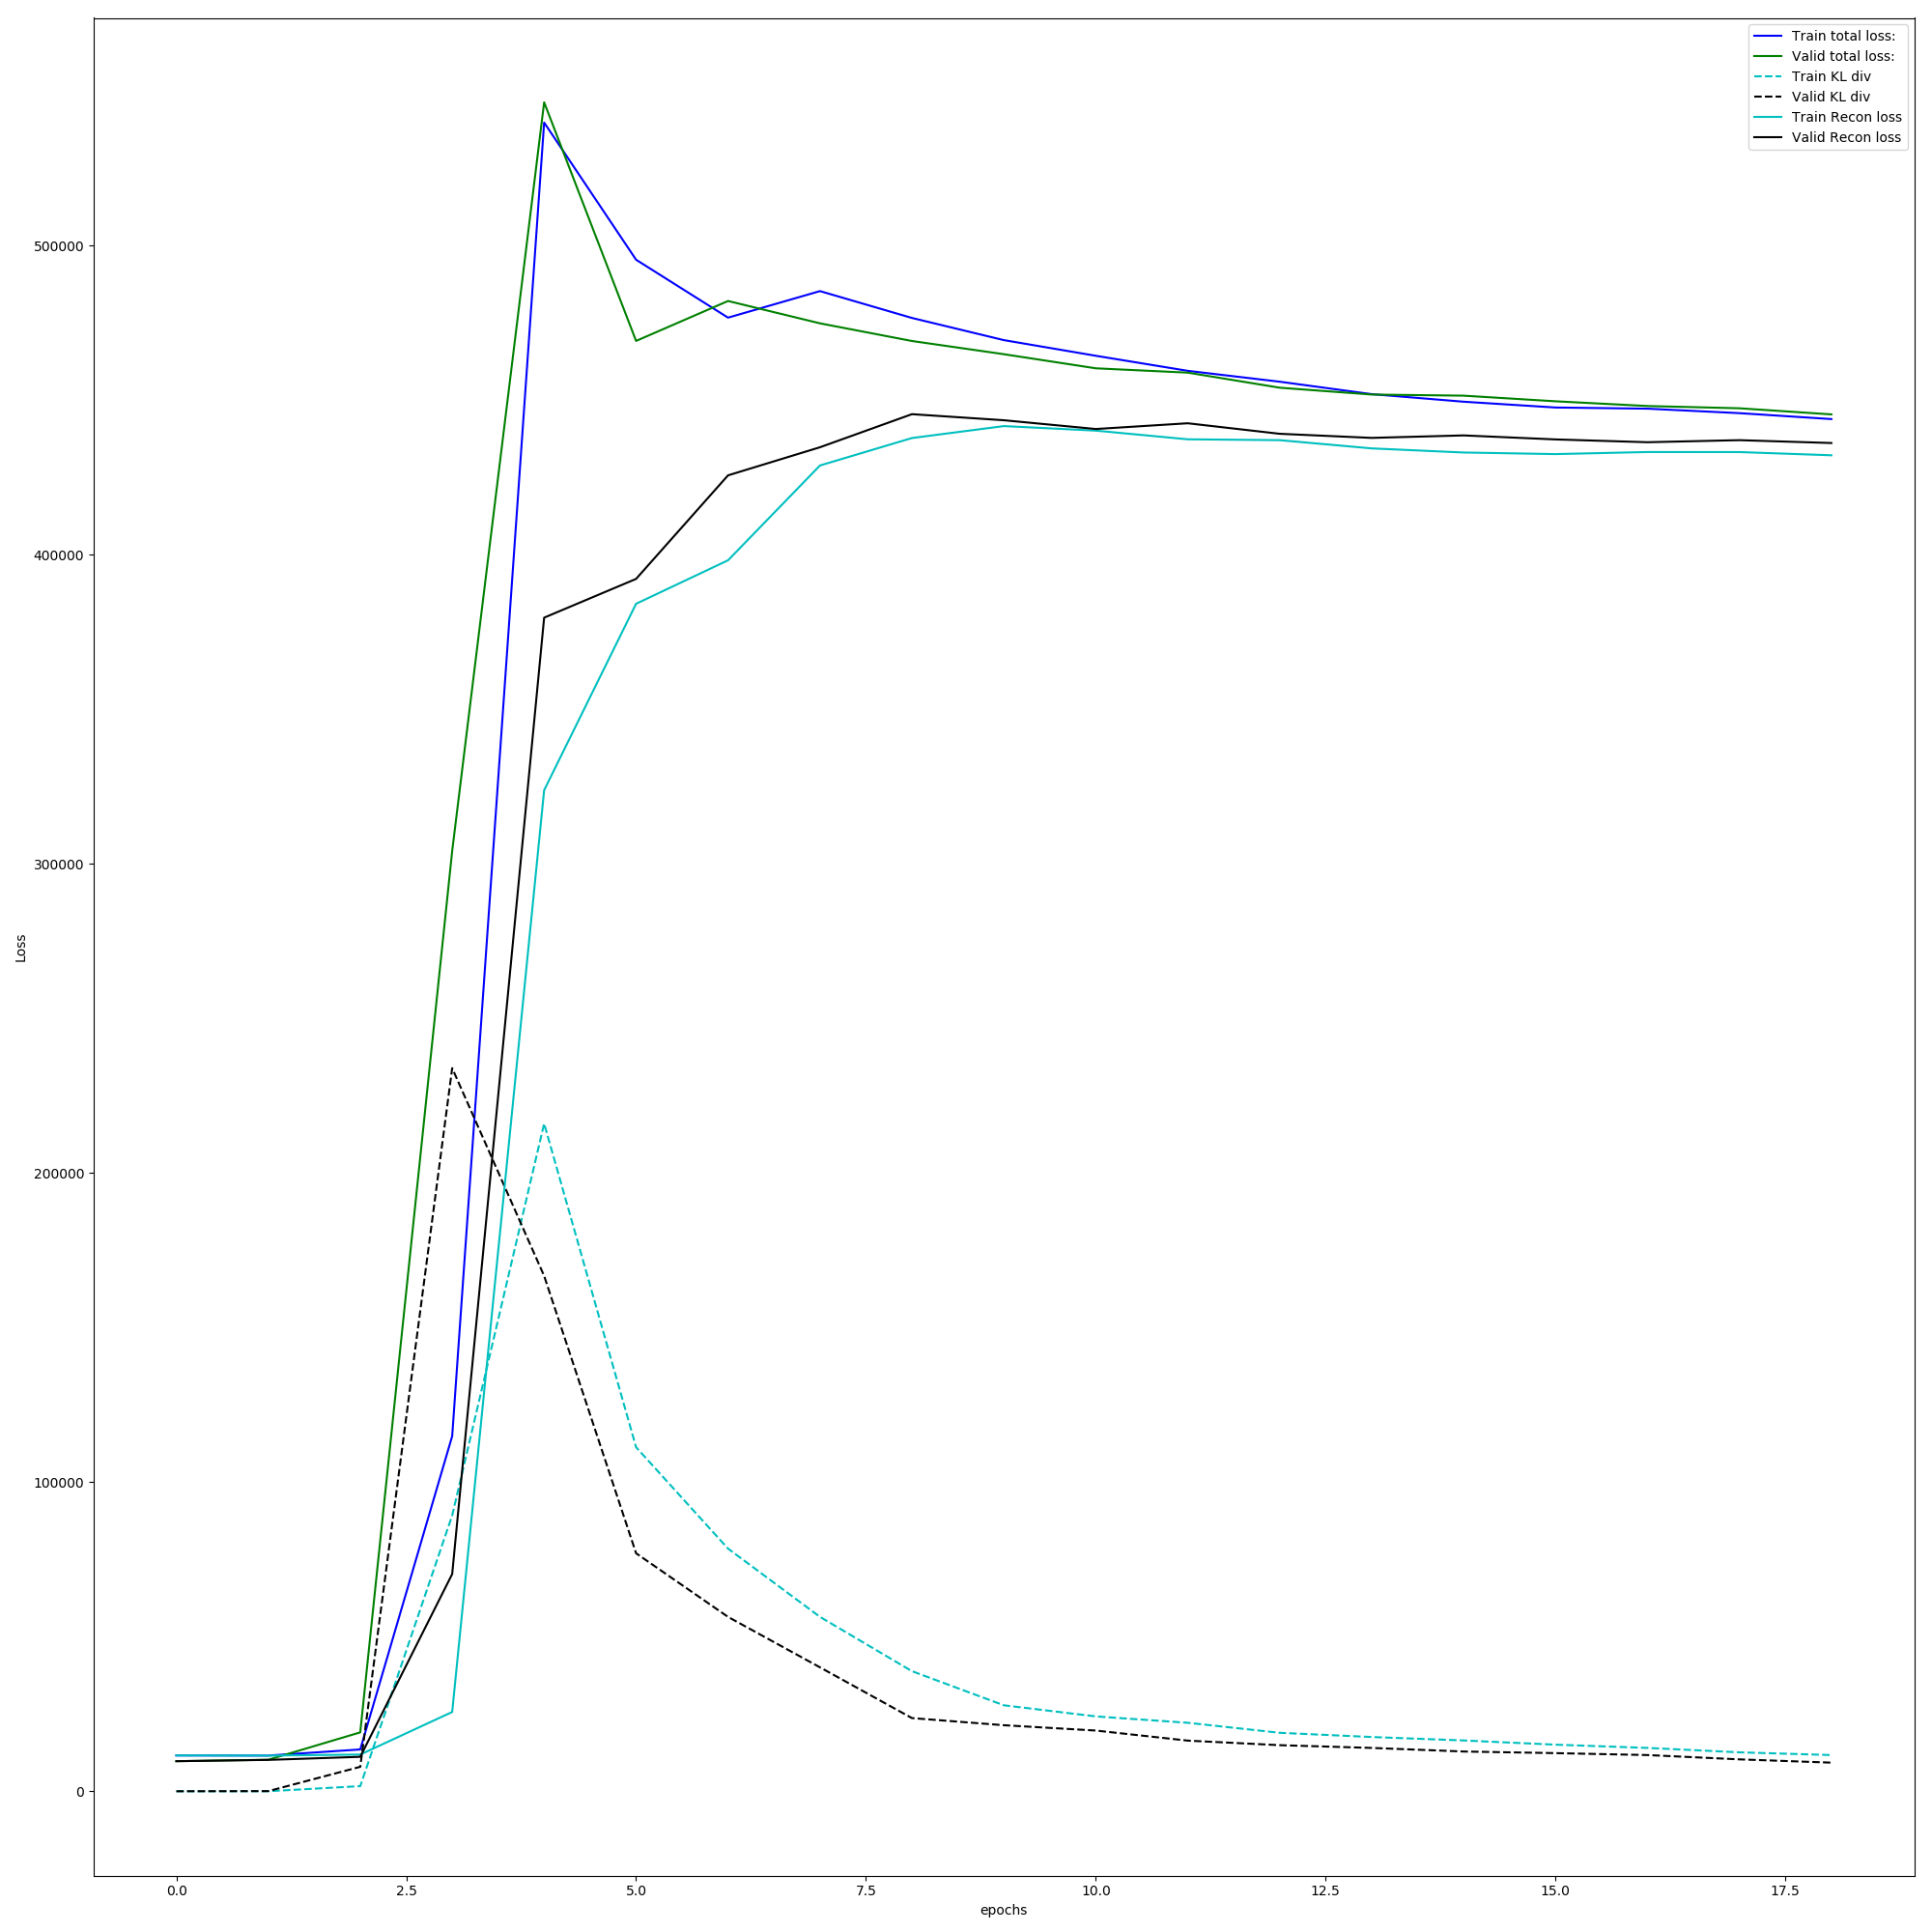 Train total loss:
Valid total loss:
Train KL div
Valid KL div
Train Recon loss
Valid Recon loss
500000
400000
300000
200000
100000
0
Loss
0.0 2.5 5.0 7.5 10.0 12.5 15.0 17.5
epochs